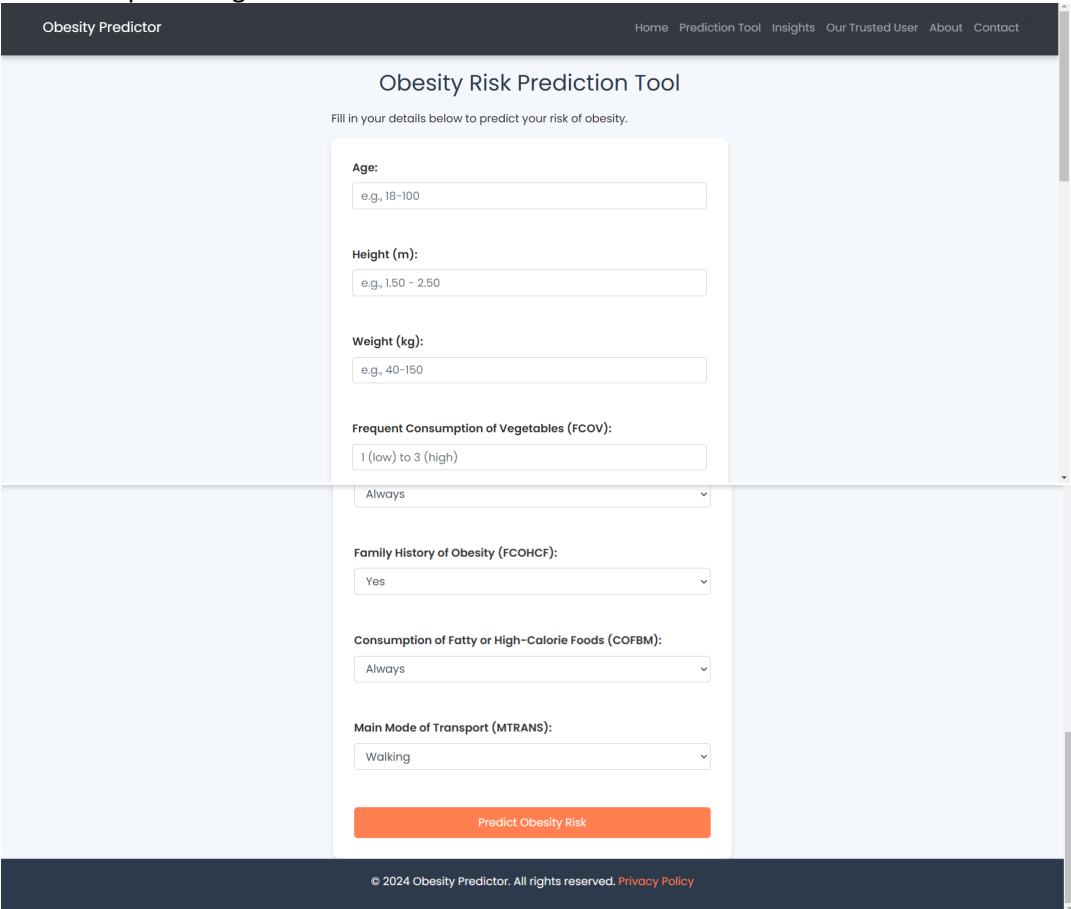 Obesity Predictor
Home Prediction Tool Insights Our Trusted User About Contact
Obesity Risk Prediction Tool
Fill in your details below to predict your risk of obesity.
Age:
e.g., 18-100
Height (m):
e.g., 1.50 - 2.50
Weight (kg):
e.g., 40-150
Frequent Consumption of Vegetables (FCOV):
1 (low) to 3 (high)
Always
Family History of Obesity (FCOHCF):
Yes
Consumption of Fatty or High-Calorie Foods (COFBM):
Always
Main Mode of Transport (MTRANS):
Walking
Predict Obesity Risk
© 2024 Obesity Predictor. All rights reserved. Privacy Policy